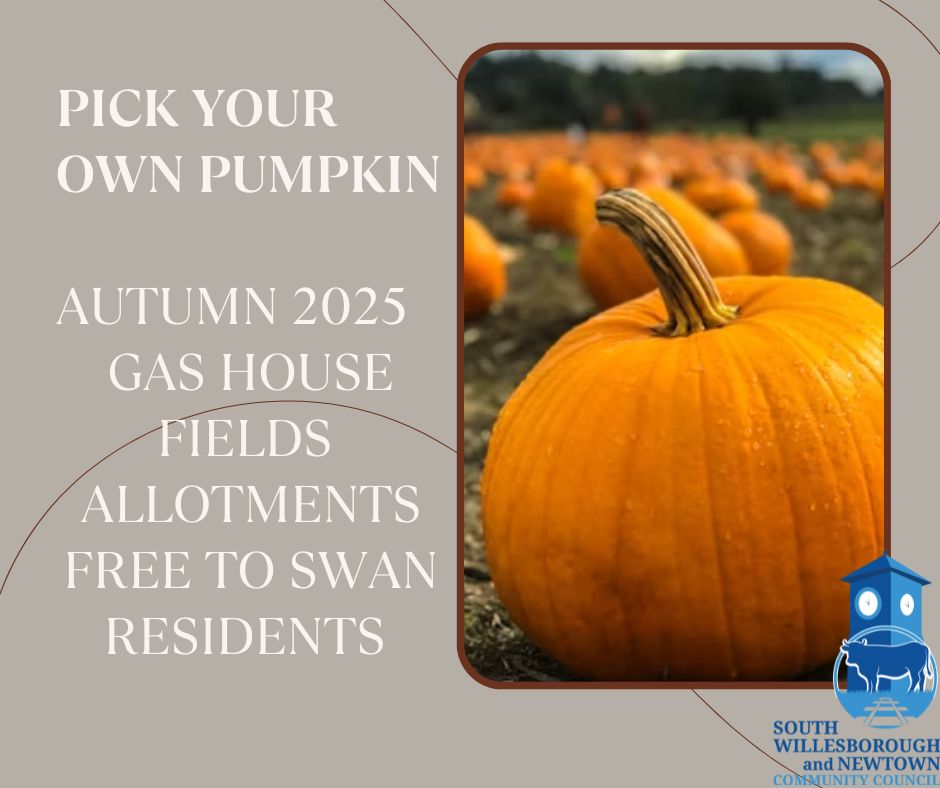 PICK YOUR
OWN PUMPKIN
AUTUMN 2025
GAS HOUSE
FIELDS
ALLOTMENTS
FREE TO SWAN
RESIDENTS
SOUTH
WILLESBOROUGH
and NEWTOWN
COMMUNITY COUNCIL